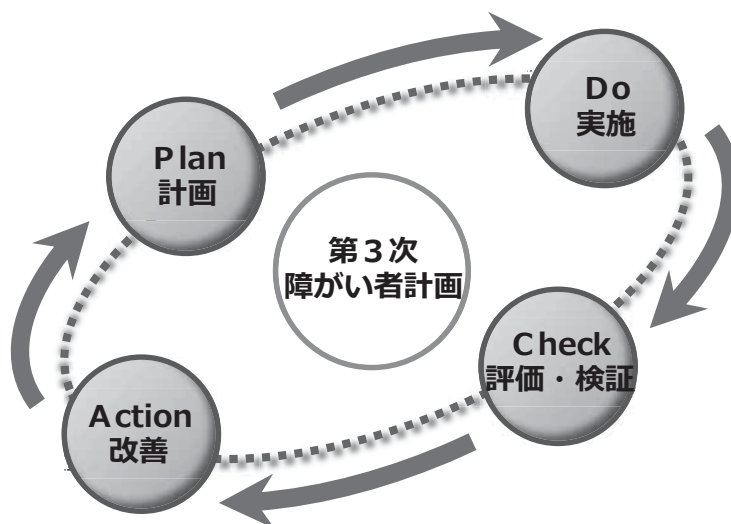 Plan
計画
Do
実施
第３次
障がい者計画
Check
評価・検証
Action
改善